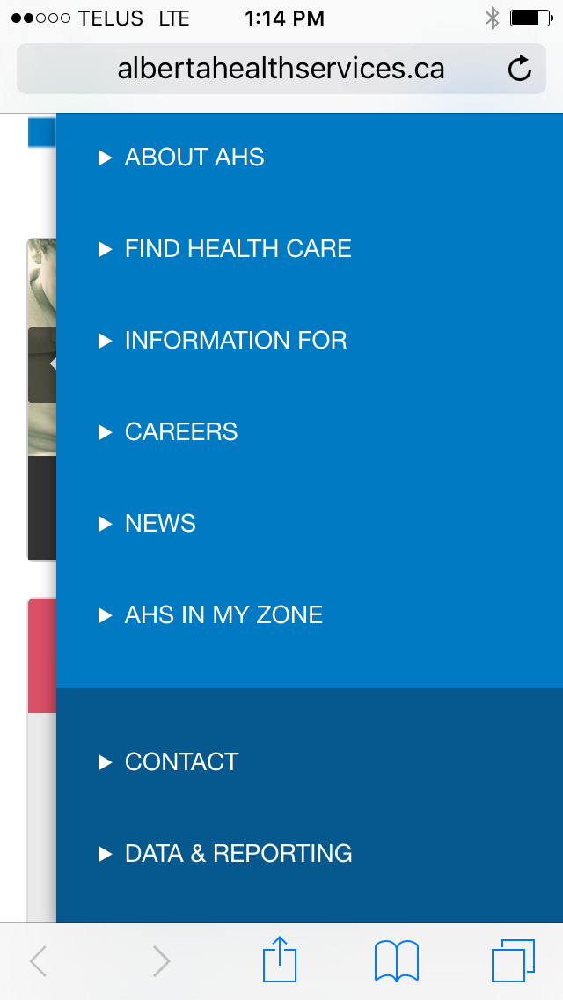 TELUS LTE 1:14 PM
albertahealthservices.ca
ABOUT AHS
FIND HEALTH CARE
INFORMATION FOR
CAREERS
NEWS
AHS IN MY ZONE
CONTACT
DATA & REPORTING